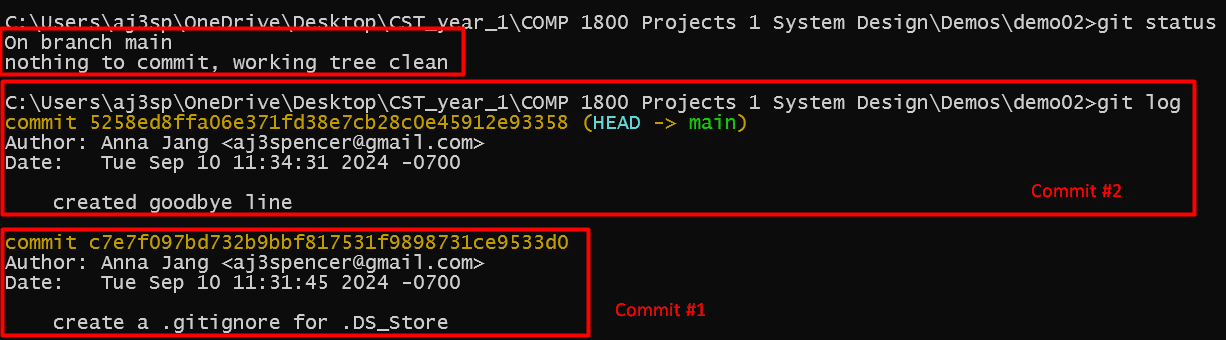 C:\Users\aj3sp\OneDrive\Desktop\CST_year_1\COMP 1800 Projects 1 System Design\Demos\demo02>git status
On branch main
nothing to commit, working tree clean
C:\Users\aj3sp\OneDrive\Desktop\CST_year_1\COMP 1800 Projects 1 System Design\Demos\demo02>git log
commit 5258ed8ffa06e371fd38e7cb28c0e45912e93358 (HEAD -> main)
Author: Anna Jang <aj3spencer@gmail.com>
Date:   Tue Sep 10 11:34:31 2024 -0700
Commit #2
    created goodbye line
commit c7e7f097bd732b9bbf817531f9898731ce9533d0
Author: Anna Jang <aj3spencer@gmail.com>
Date:   Tue Sep 10 11:31:45 2024 -0700
Commit #1
    create a .gitignore for .DS_Store